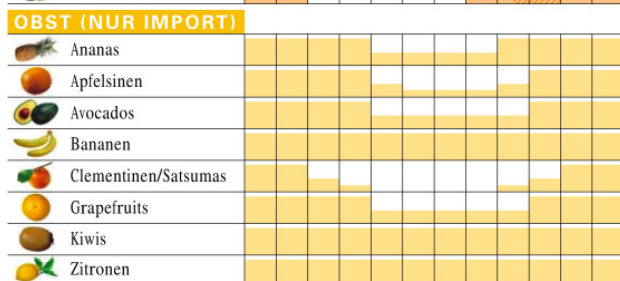 OBST (NUR IMPORT)
Ananas
Apfelsinen
Avocados
Bananen
Clementinen/Satsumas
Grapefruits
Kiwis
Zitronen